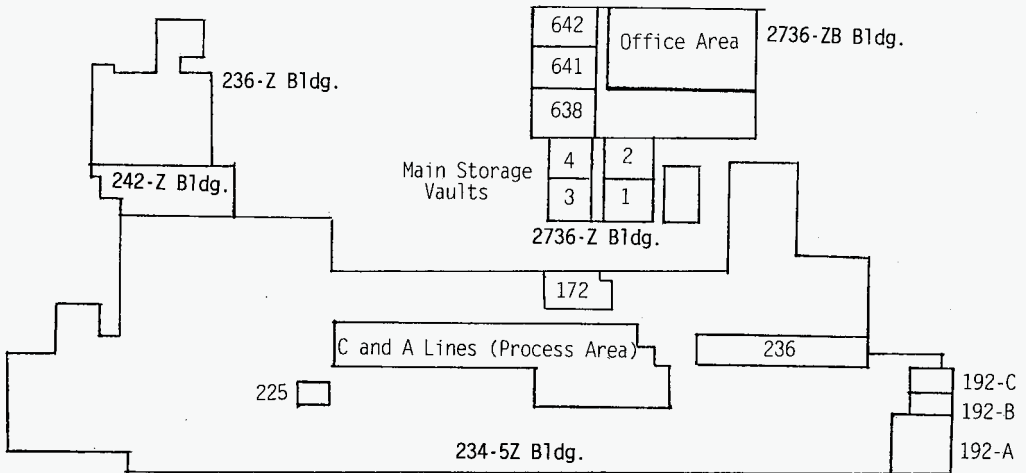 642
Office Area
2736-ZB Bldg.
641
236-Z Bldg.
638
4
2
Main Storage
Vaults
242-Z Bldg.
3
1
2736-Z Bldg.
172
C and A Lines (Process Area)
236
225
192-C
192-B
234-5Z Bldg.
192-A